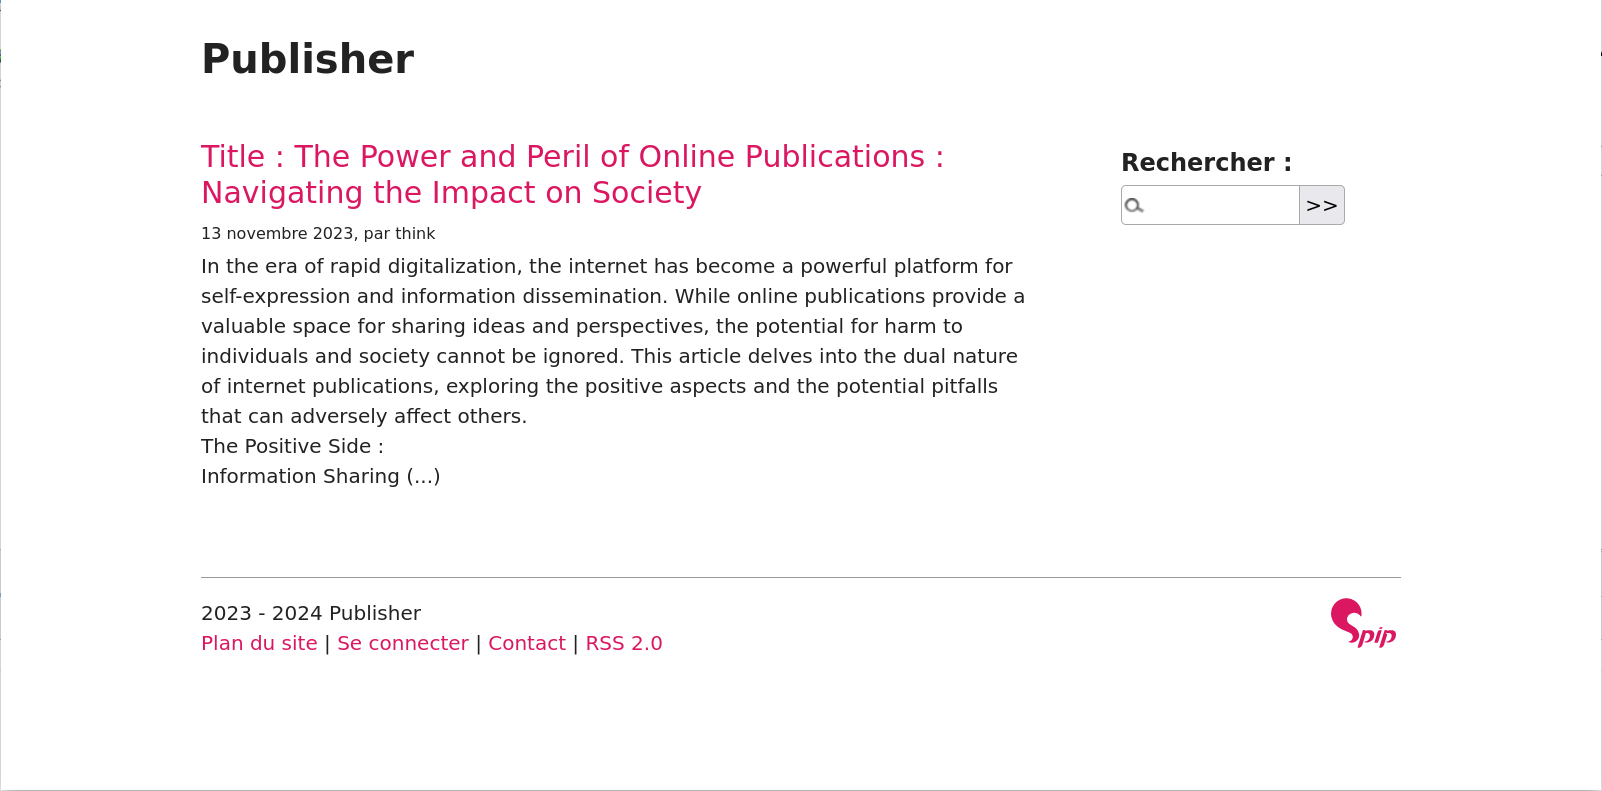 Publisher
Title : The Power and Peril of Online Publications :
Navigating the Impact on Society
13 novembre 2023, par think
In the era of rapid digitalization, the internet has become a powerful platform for
self-expression and information dissemination. While online publications provide a
valuable space for sharing ideas and perspectives, the potential for harm to
individuals and society cannot be ignored. This article delves into the dual nature
of internet publications, exploring the positive aspects and the potential pitfalls
that can adversely affect others.
The Positive Side :
Information Sharing (...)
Rechercher :
>>
2023 - 2024 Publisher
Plan du site | Se connecter | Contact | RSS 2.0
Spip